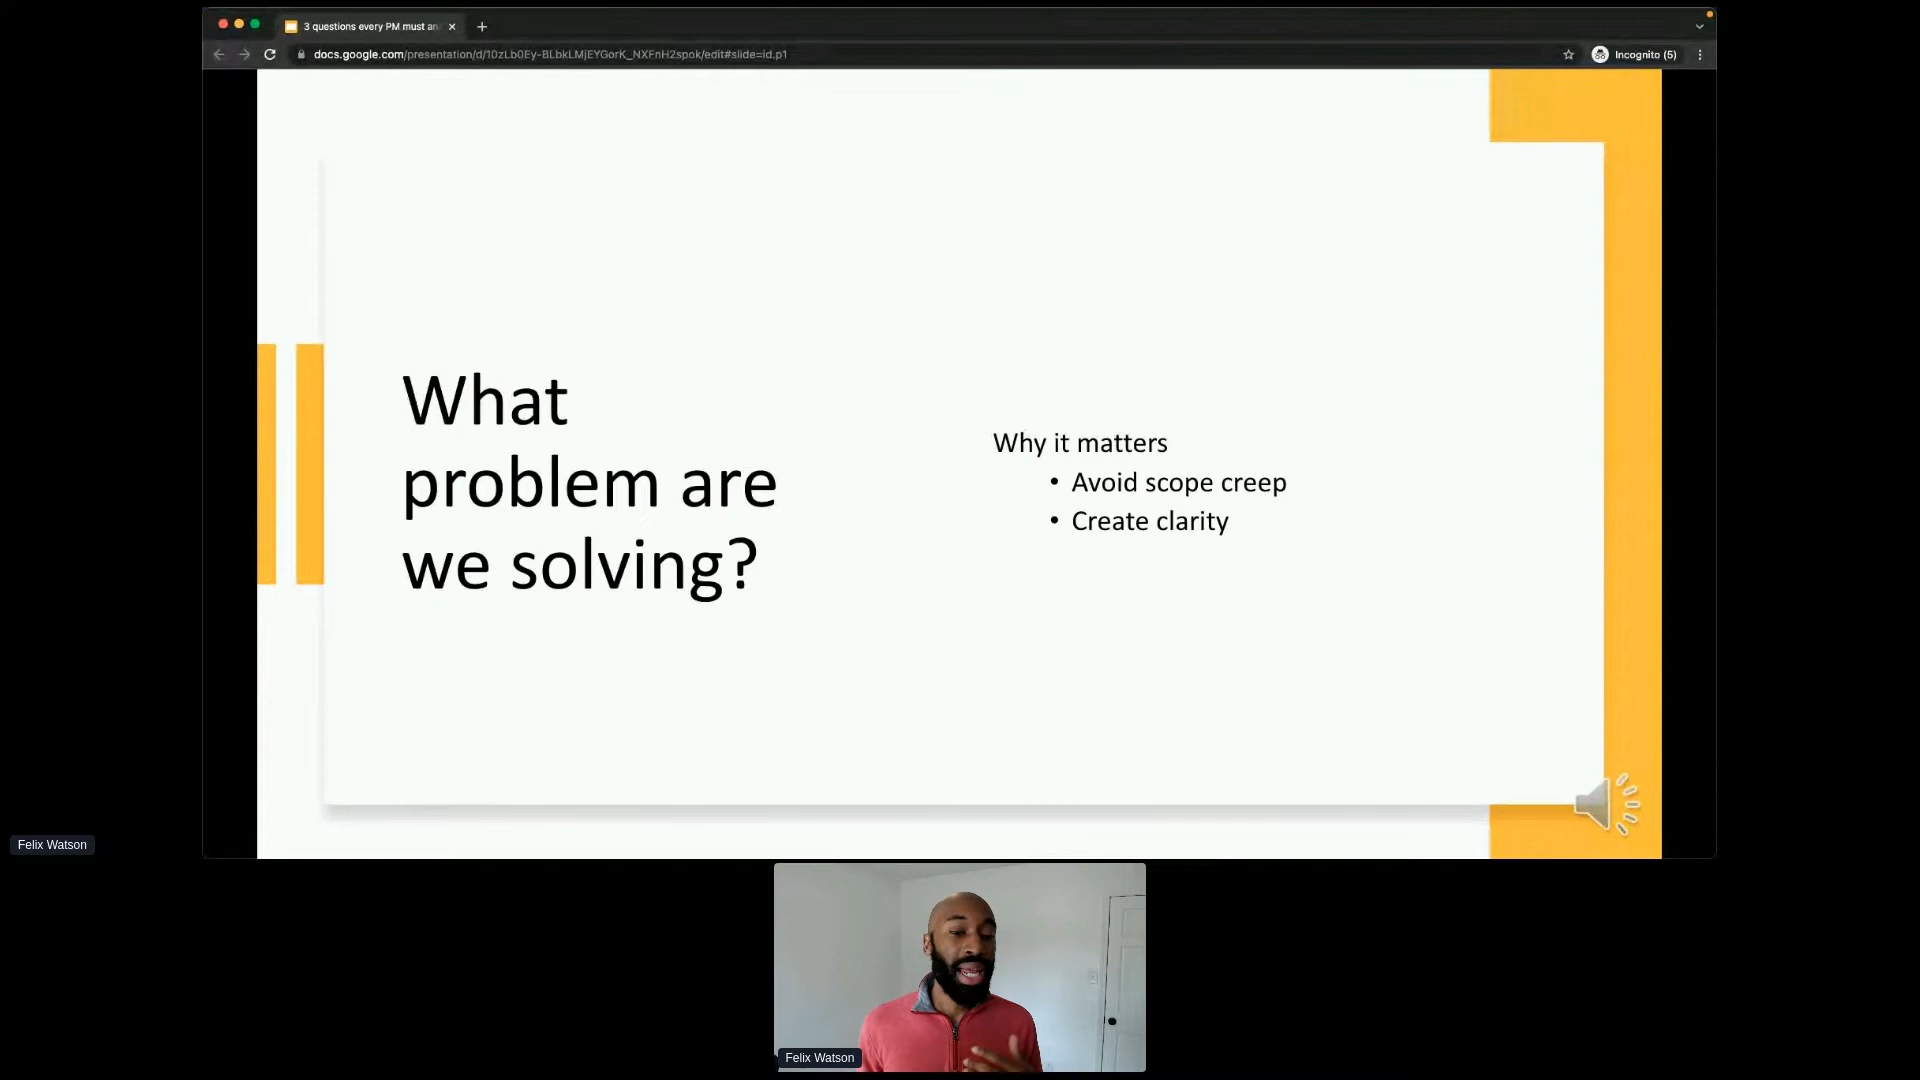 3 questions every PM must an
docs.google.com/presentation/d/10zLb0Ey-BLbkLMjEYGorK_NXFnH2spok/edit#slide=id.p1
Incognito (5)
What
problem are
we solving?
Why it matters
• Avoid scope creep
• Create clarity
Felix Watson
Felix Watson